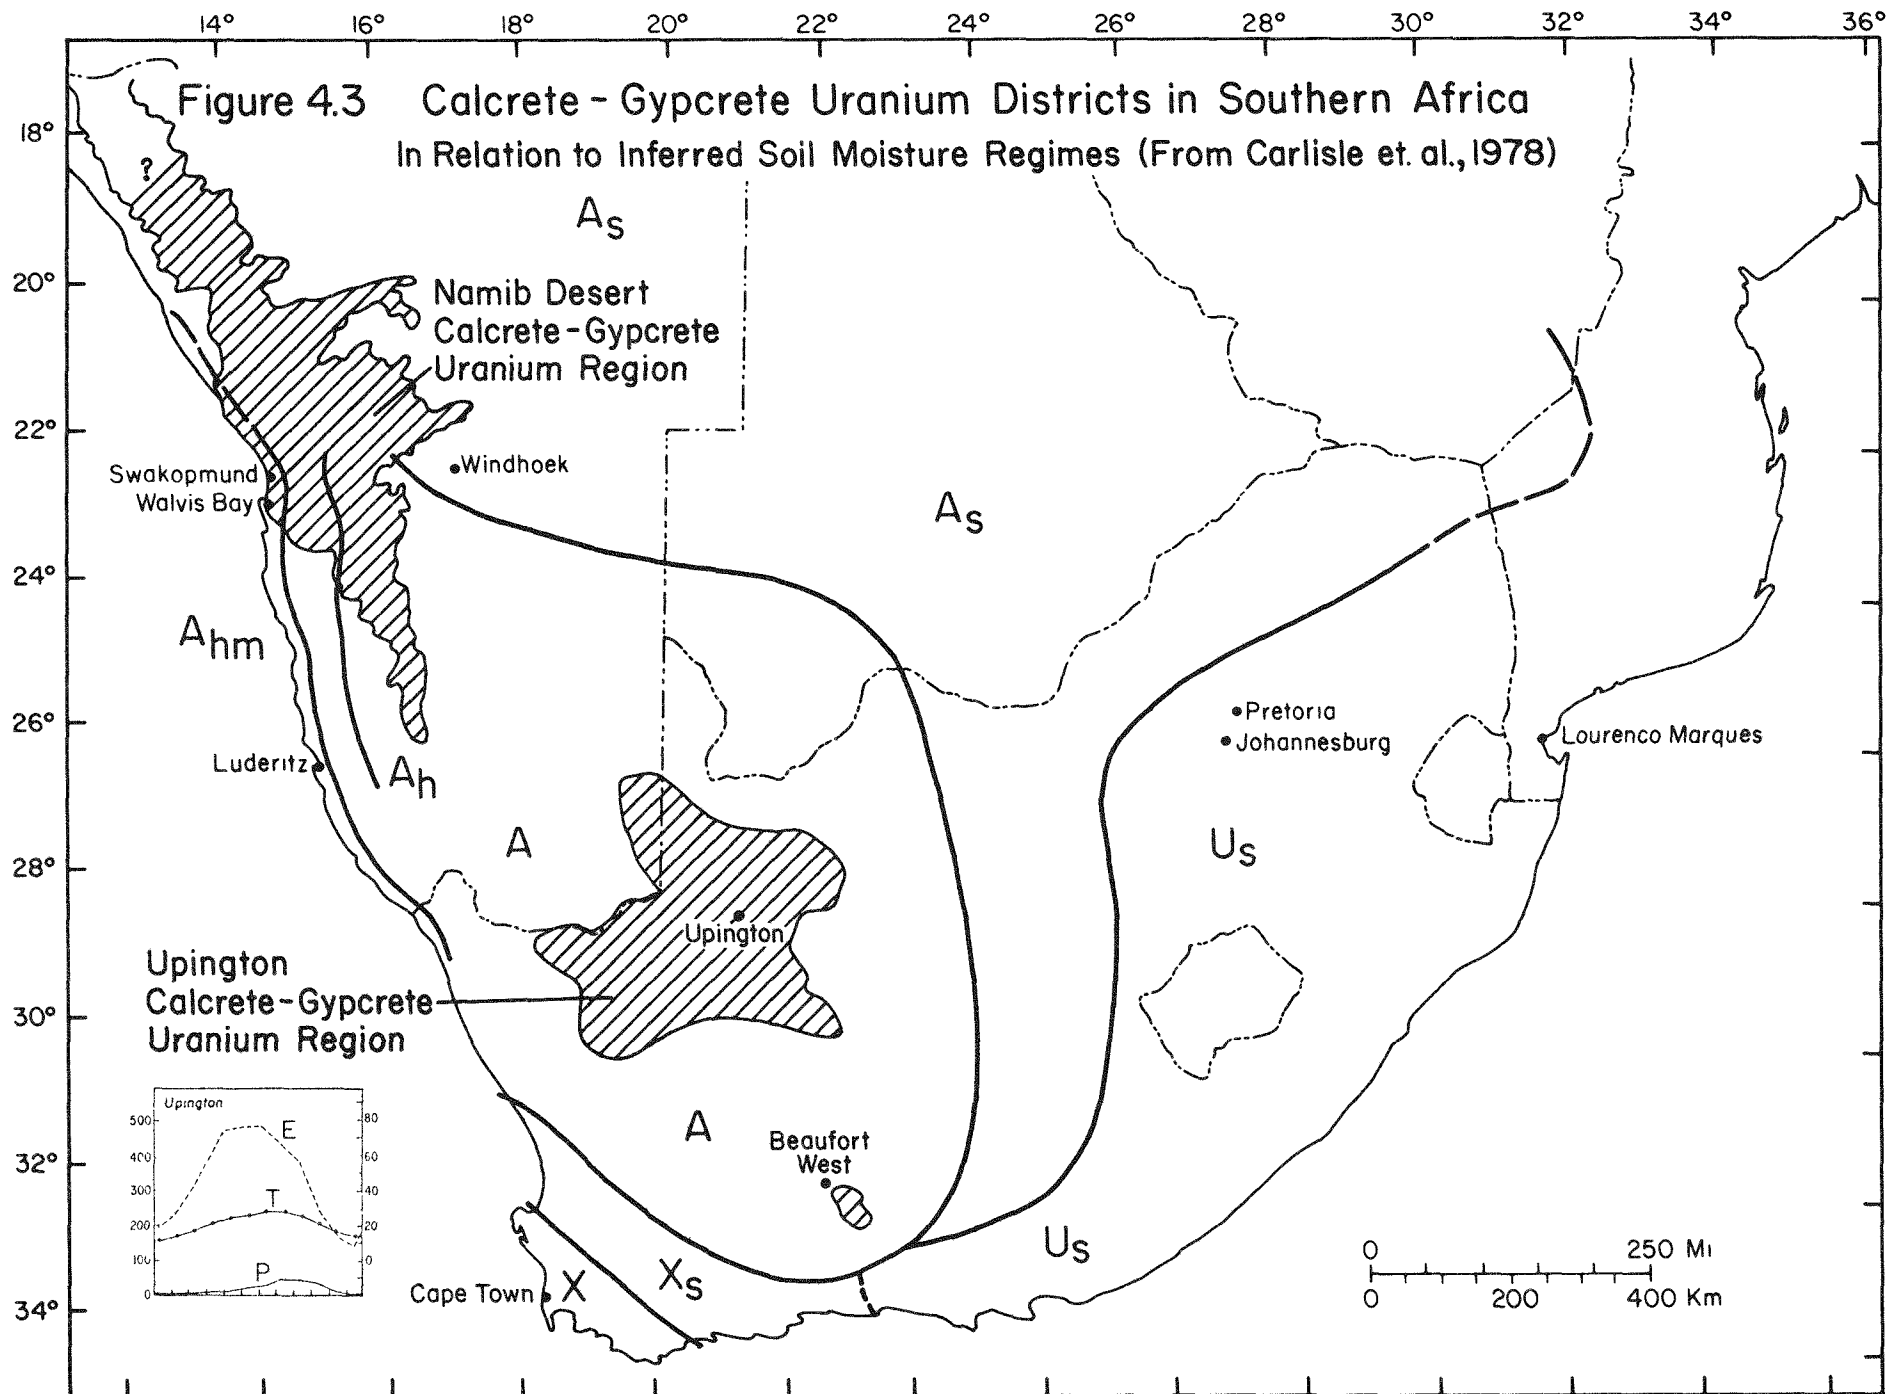 14° 16° 18° 20° 22° 24° 26° 28° 30° 32° 34° 36°
Figure 4.3 Calcrete-Gypcrete Uranium Districts in Southern Africa
In Relation to Inferred Soil Moisture Regimes (From Carlisle et. al., 1978)
18°
?
As
20°
Namib Desert
Calcrete-Gypcrete
Uranium Region
22°
Windhoek
Swakopmund
Walvis Bay
As
24°
Ahm
26°
Pretoria
Johannesburg
Lourenco Marques
Luderitz
Ah
A
Us
28°
Upington
Upington
Calcrete-Gypcrete
Uranium Region
30°
Upington
500
400
300
200
100
0
80
60
40
20
0
E
T
P
A
Beaufort
West
32°
Us
X
Xs
Cape Town
34°
0 250 Mi
0 200 400 Km